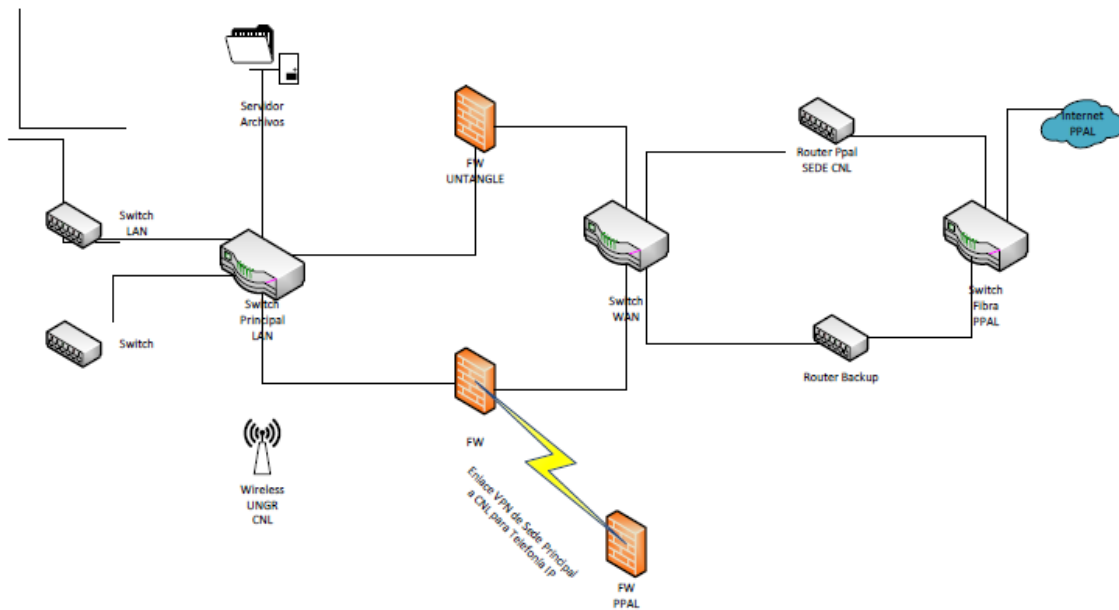 Servidor
Archivos
FW
UNTANGLE
Router Ppal
SEDE CNL
Internet
PPAL
Switch
LAN
Switch
Principal
LAN
Switch
WAN
Switch
Fibra
PPAL
Switch
Router Backup
FW
Wireless
UNGR
CNL
Enlace VPN de Sede Principal
a CNL para Telefonía IP
FW
PPAL